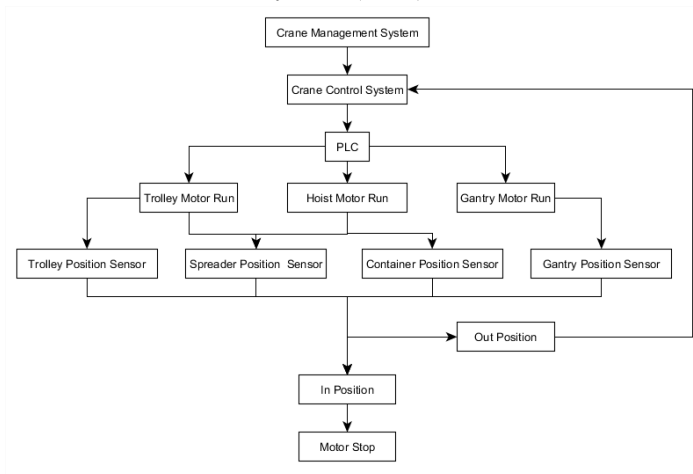 Crane Management System
Crane Control System
PLC
Trolley Motor Run
Hoist Motor Run
Gantry Motor Run
Trolley Position Sensor
Spreader Position  Sensor
Container Position Sensor
Gantry Position Sensor
Out Position
In Position
Motor Stop